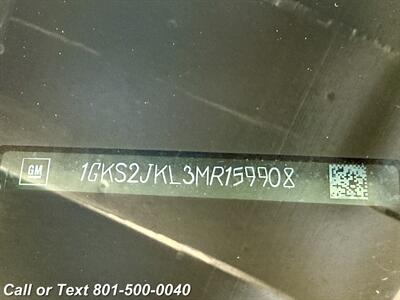 GM 1GKS2JKL3MR159908
Call or Text 801-500-0040